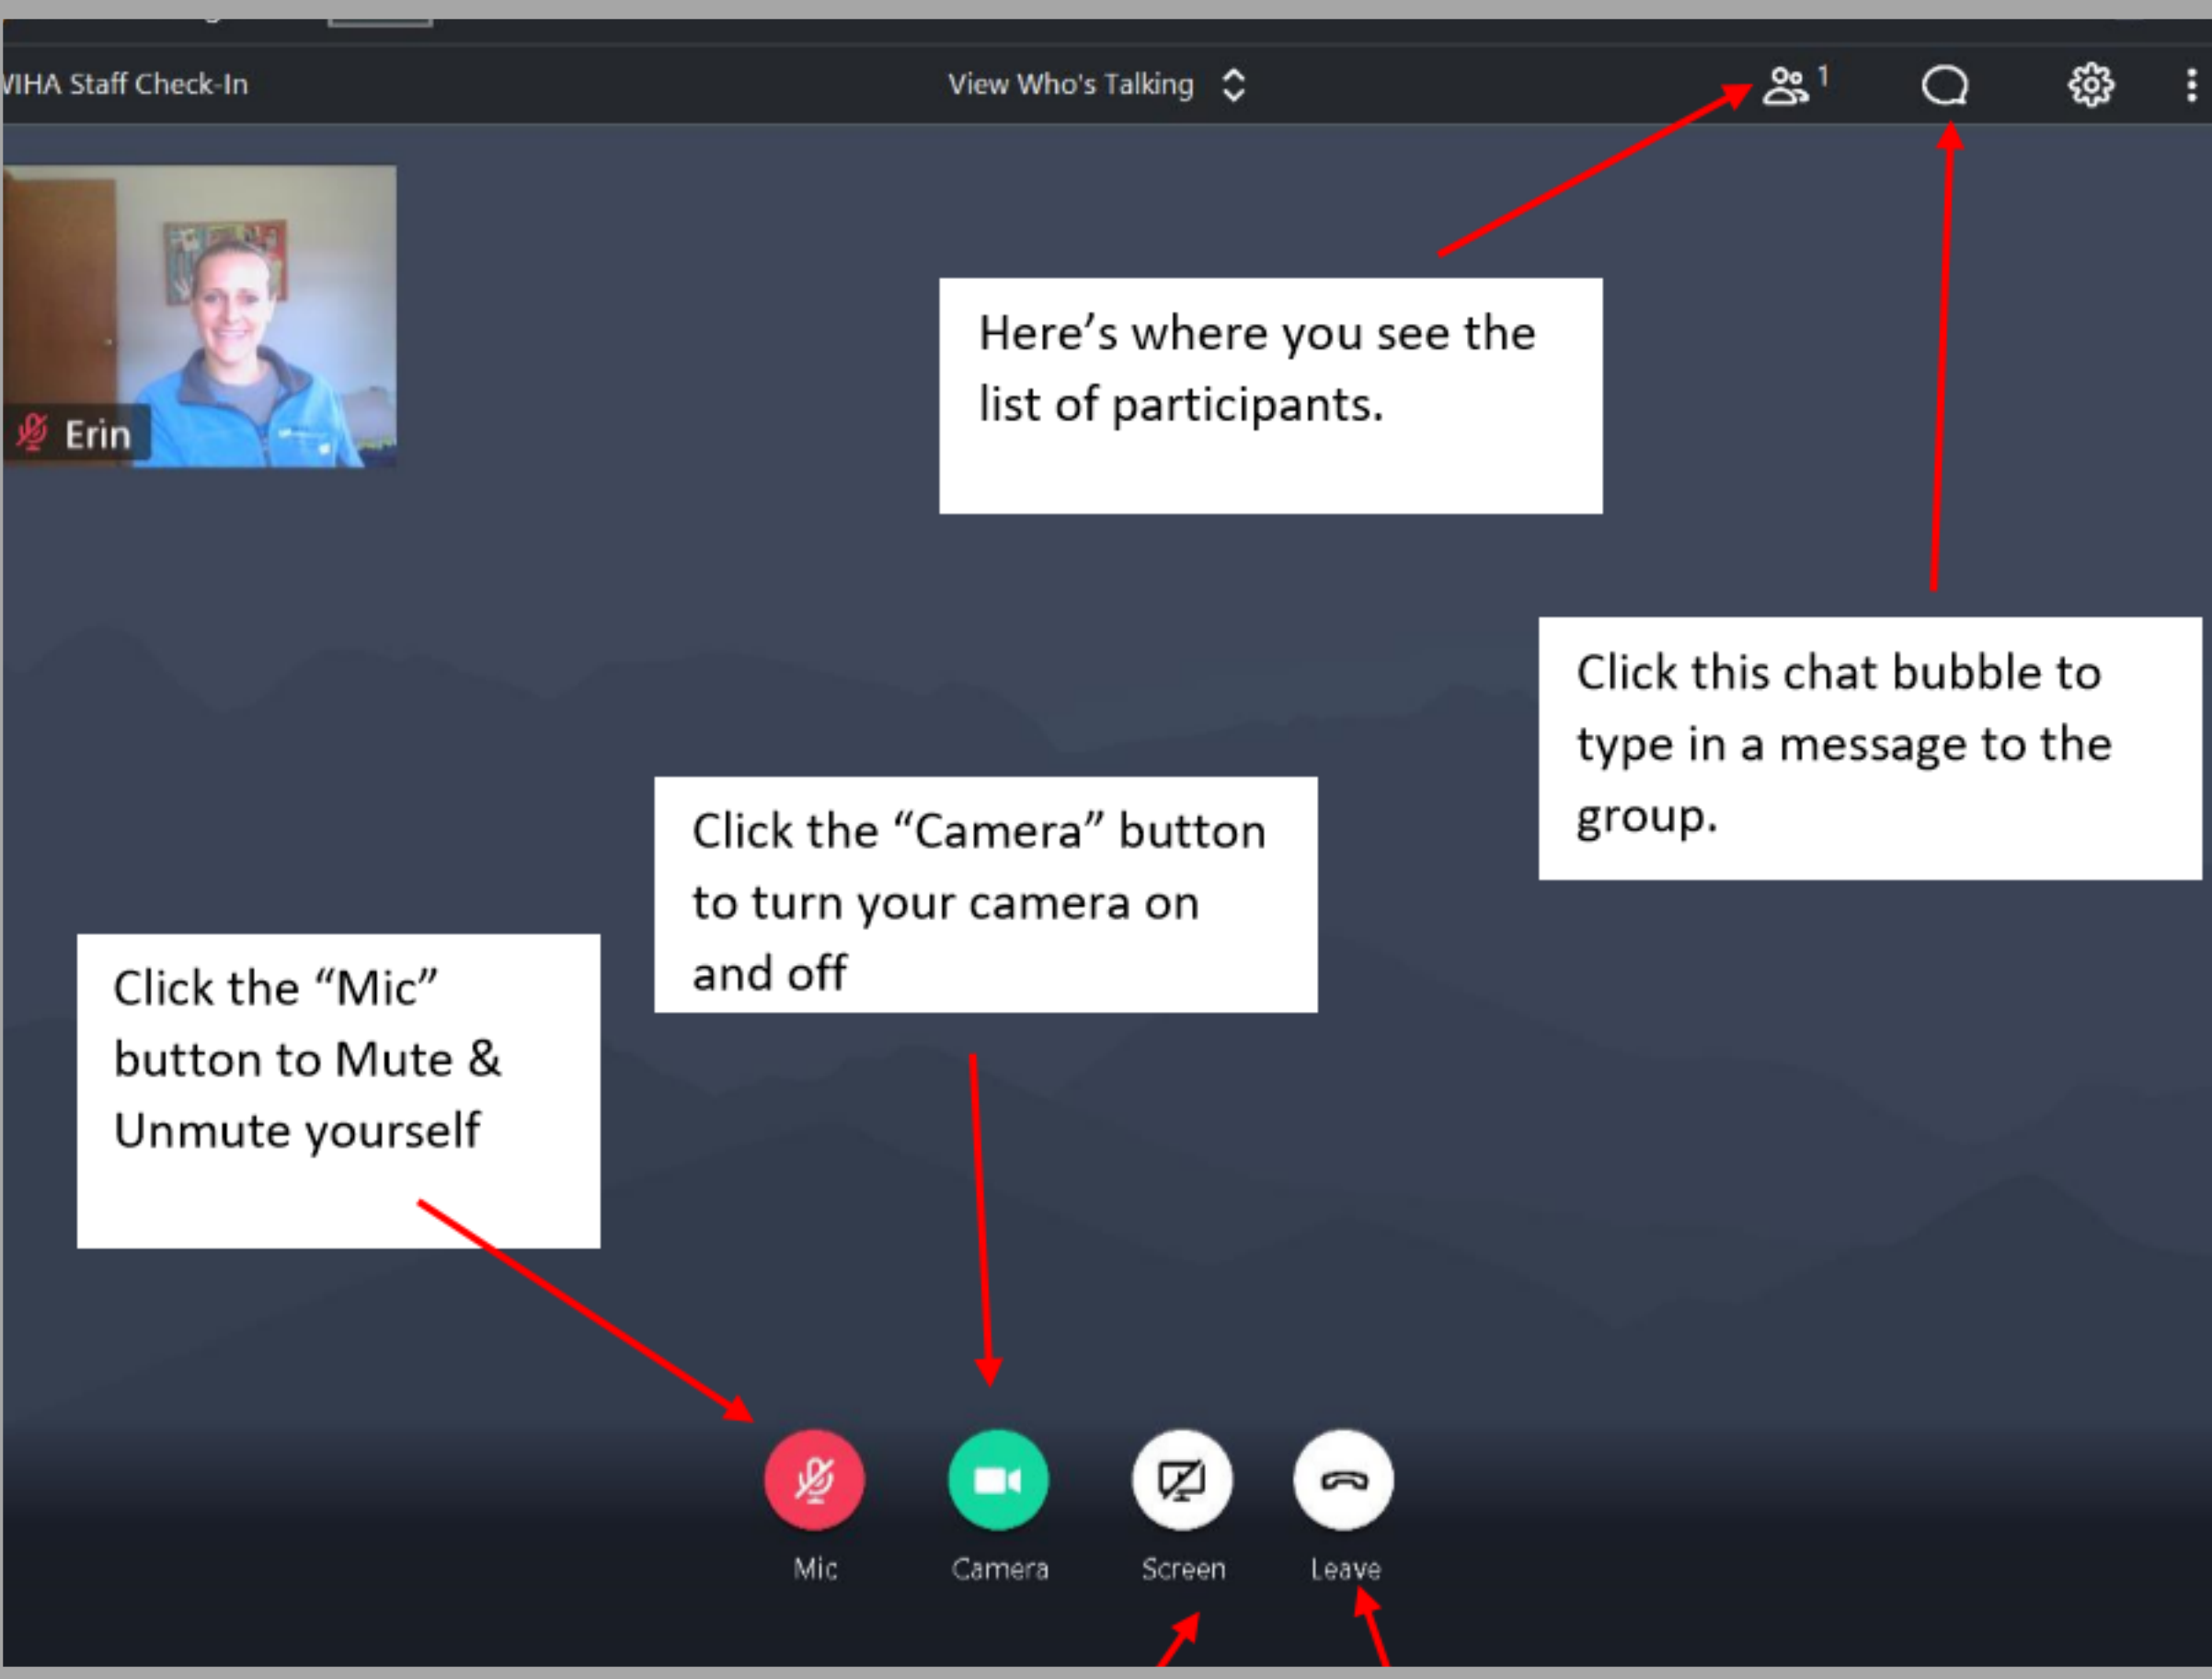 Staff Check-In
View Who's Talking
1
Erin
Here’s where you see the
list of participants.
Click this chat bubble to
type in a message to the
group.
Click the “Camera” button
to turn your camera on
and off
Click the “Mic”
button to Mute &
Unmute yourself
Mic
Camera
Screen
Leave